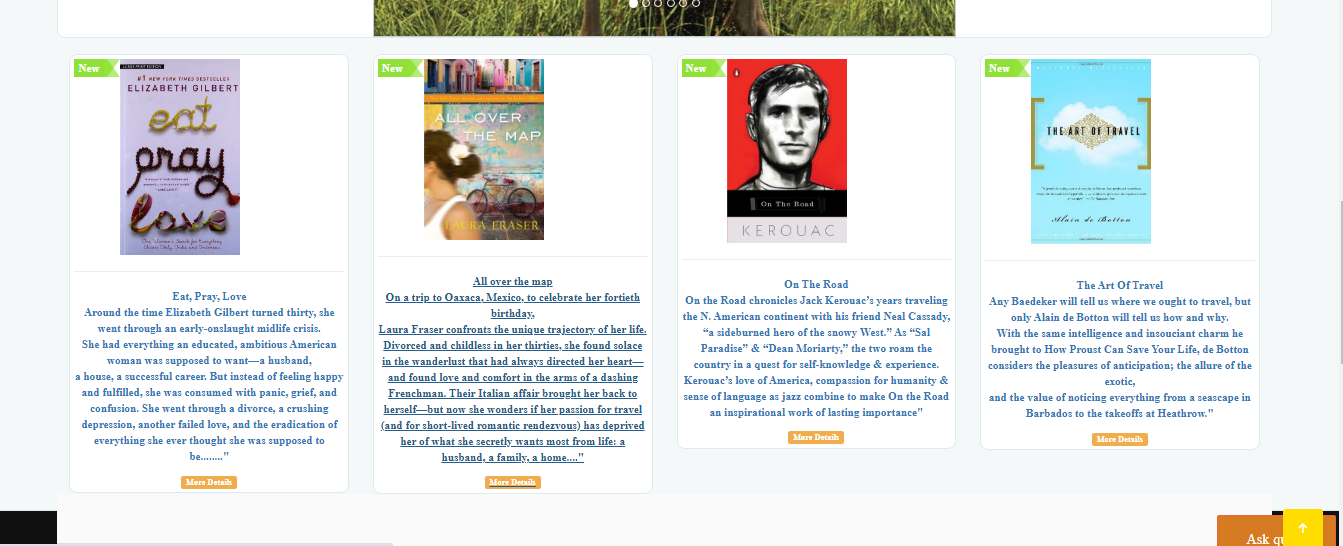 New
LARGE PRINT EDITION
#1 NEW YORK TIMES BESTSELLER
ELIZABETH GILBERT
eat
pray
love
One Woman's Search for Everything
Across Italy, India and Indonesia
Eat, Pray, Love
Around the time Elizabeth Gilbert turned thirty, she
went through an early-onslaught midlife crisis.
She had everything an educated, ambitious American
woman was supposed to want—a husband,
a house, a successful career. But instead of feeling happy
and fulfilled, she was consumed with panic, grief, and
confusion. She went through a divorce, a crushing
depression, another failed love, and the eradication of
everything she ever thought she was supposed to
be........"
More Details
New
ALL OVER
THE MAP
LAURA FRASER
All over the map
On a trip to Oaxaca, Mexico, to celebrate her fortieth
birthday,
Laura Fraser confronts the unique trajectory of her life.
Divorced and childless in her thirties, she found solace
in the wanderlust that had always directed her heart—
and found love and comfort in the arms of a dashing
Frenchman. Their Italian affair brought her back to
herself—but now she wonders if her passion for travel
(and for short-lived romantic rendezvous) has deprived
her of what she secretly wants most from life: a
husband, a family, a home...."
More Details
New
On The Road
KEROUAC
On The Road
On the Road chronicles Jack Kerouac’s years traveling
the N. American continent with his friend Neal Cassady,
“a sideburned hero of the snowy West.” As “Sal
Paradise” & “Dean Moriarty,” the two roam the
country in a quest for self-knowledge & experience.
Kerouac’s love of America, compassion for humanity &
sense of language as jazz combine to make On the Road
an inspirational work of lasting importance"
More Details
New
THE ART OF TRAVEL
Alain de Botton
The Art Of Travel
Any Baedeker will tell us where we ought to travel, but
only Alain de Botton will tell us how and why.
With the same intelligence and insouciant charm he
brought to How Proust Can Save Your Life, de Botton
considers the pleasures of anticipation; the allure of the
exotic,
and the value of noticing everything from a seascape in
Barbados to the takeoffs at Heathrow."
More Details
Ask qu